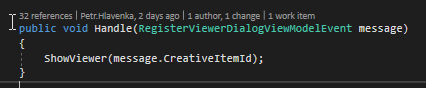 32 references | Petr.Hlavenka, 2 days ago | 1 author, 1 change | 1 work item
public void Handle(RegisterViewerDialogViewModelEvent message)
{
ShowViewer(message.CreativeItemId);
}